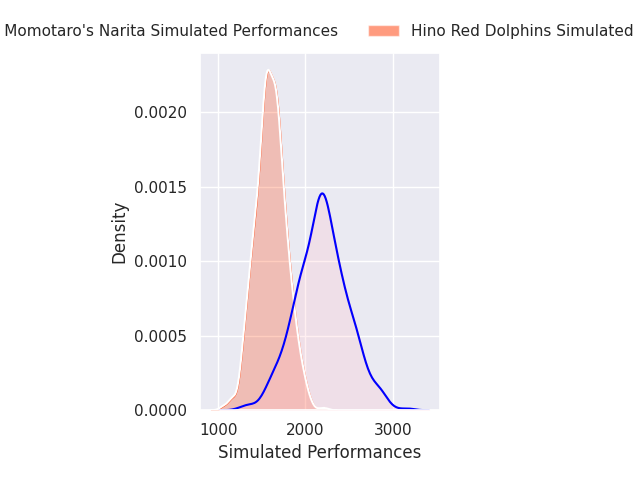 Momotaro's Narita Simulated Performances
Hino Red Dolphins Simulated
0.0020
0.0015
0.0010
0.0005
0.0000
Density
1000 2000 3000
Simulated Performances